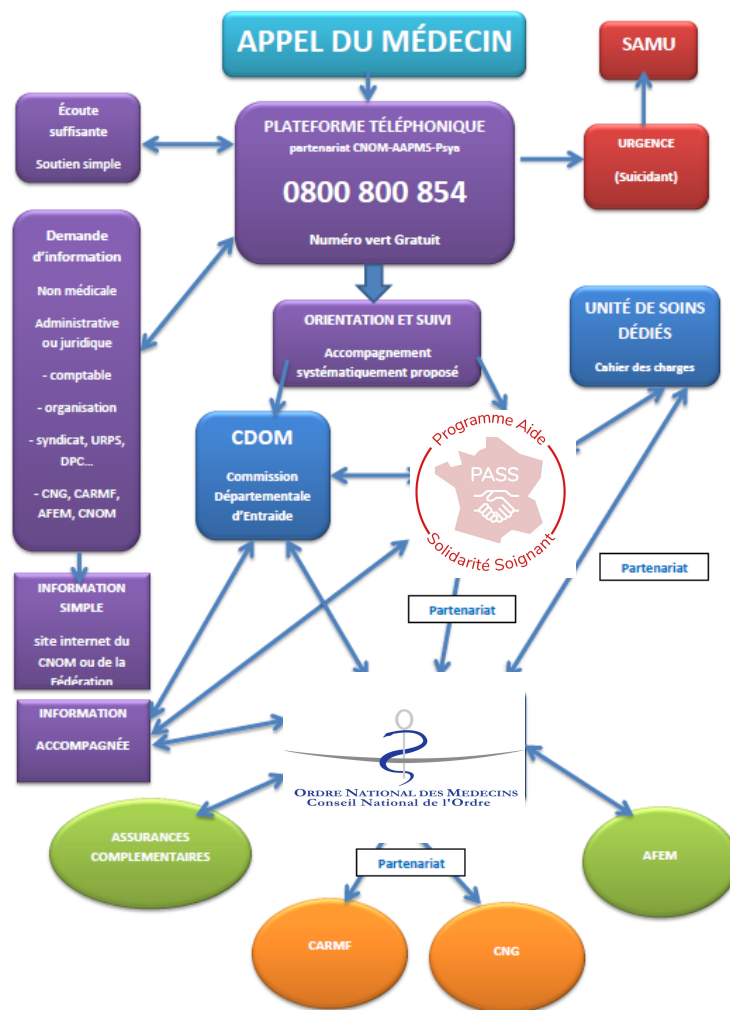 APPEL DU MÉDECIN
SAMU
Écoute
suffisante
Soutien simple
PLATEFORME TÉLÉPHONIQUE
partenariat CNOM-AAPMS-Psya
0800 800 854
Numéro vert Gratuit
URGENCE
(Suicidant)
Demande
d'information
Non médicale
Administrative
ou juridique
- comptable
- organisation
- syndicat, URPS,
DPC...
- CNG, CARMF,
AFEM, CNOM
ORIENTATION ET SUIVI
Accompagnement
systématiquement proposé
UNITÉ DE SOINS
DÉDIÉS
Cahier des charges
CDOM
Commission
Départementale
d'Entraide
Programme Aide
PASS
Solidarité Soignant
Partenariat
Partenariat
INFORMATION
SIMPLE
site internet du
CNOM ou de la
Fédération
INFORMATION
ACCOMPAGNÉE
ORDRE NATIONAL DES MEDECINS
Conseil National de l'Ordre
ASSURANCES
COMPLEMENTAIRES
Partenariat
AFEM
CARMF
CNG